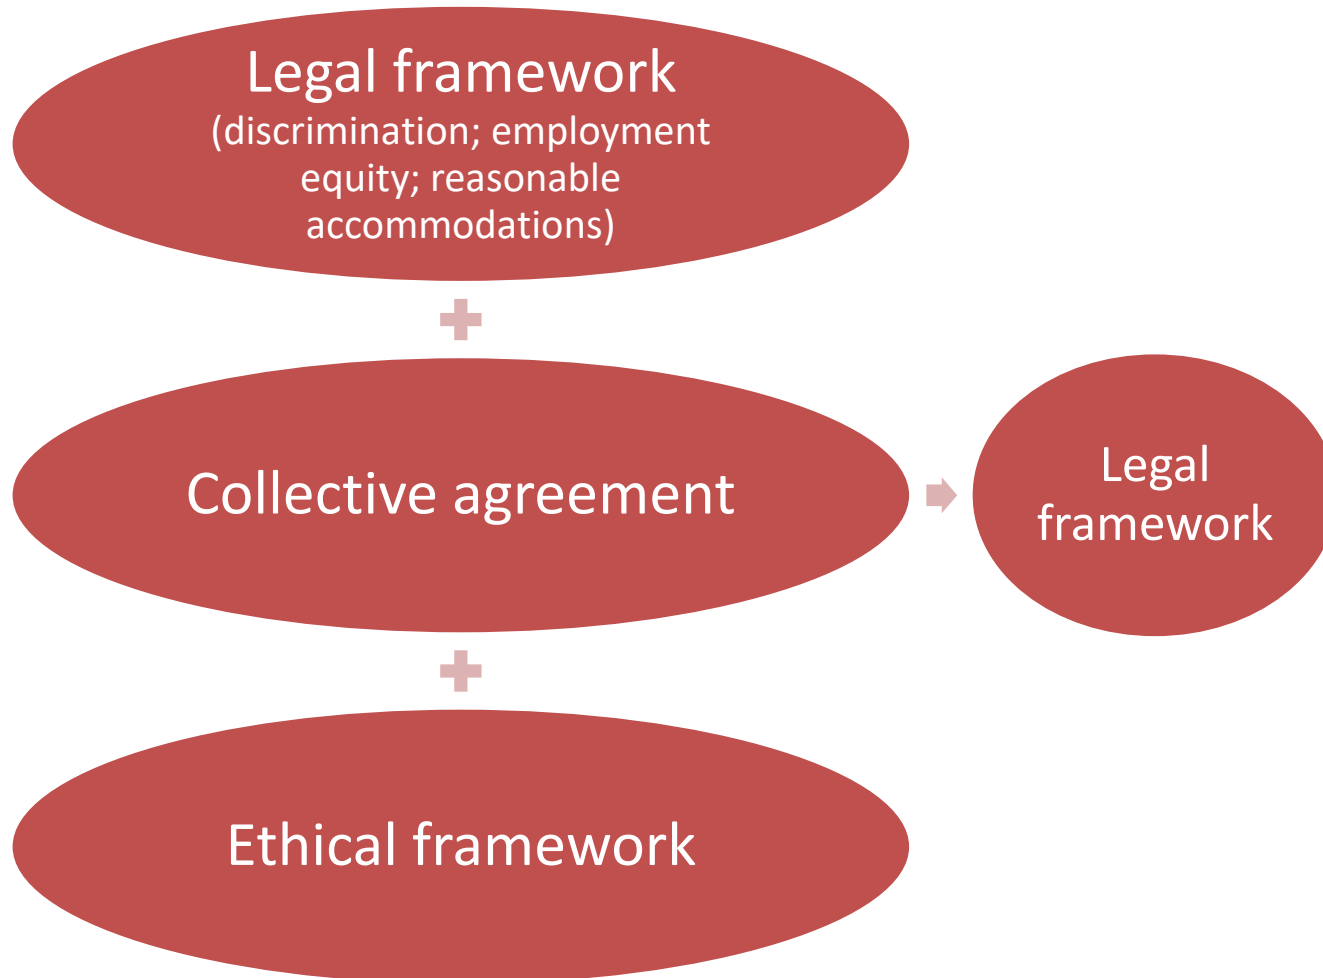 Legal framework
(discrimination; employment
equity; reasonable
accommodations)
Collective agreement
Legal
framework
Ethical framework